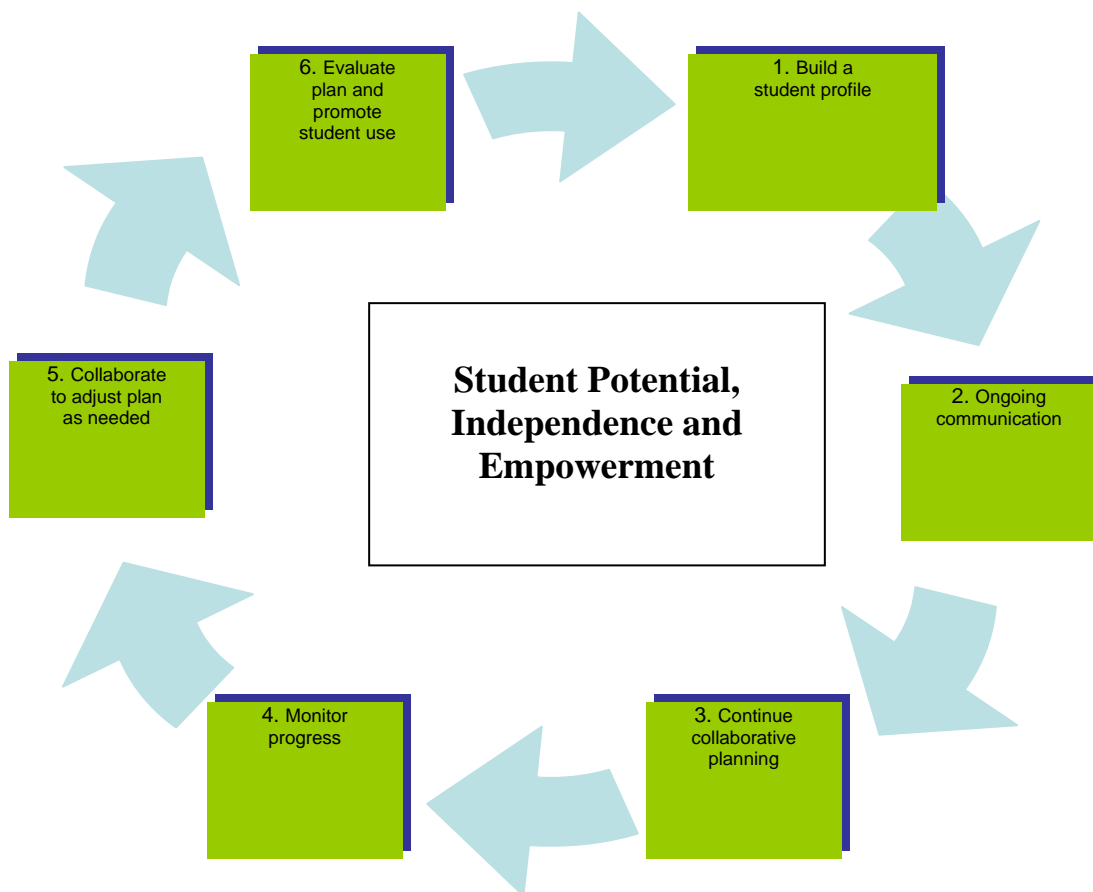 1. Build a
student profile
2. Ongoing
communication
3. Continue
collaborative
planning
4. Monitor
progress
5. Collaborate
to adjust plan
as needed
6. Evaluate
plan and
promote
student use
Student Potential,
Independence and
Empowerment